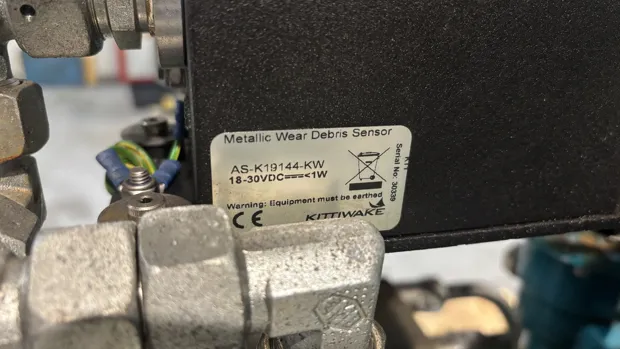 Metallic Wear Debris Sensor
AS-K19144-KW
18-30VDC⎓<1W
Warning: Equipment must be earthed
CE
KITTIWAKE
Serial No: 30339